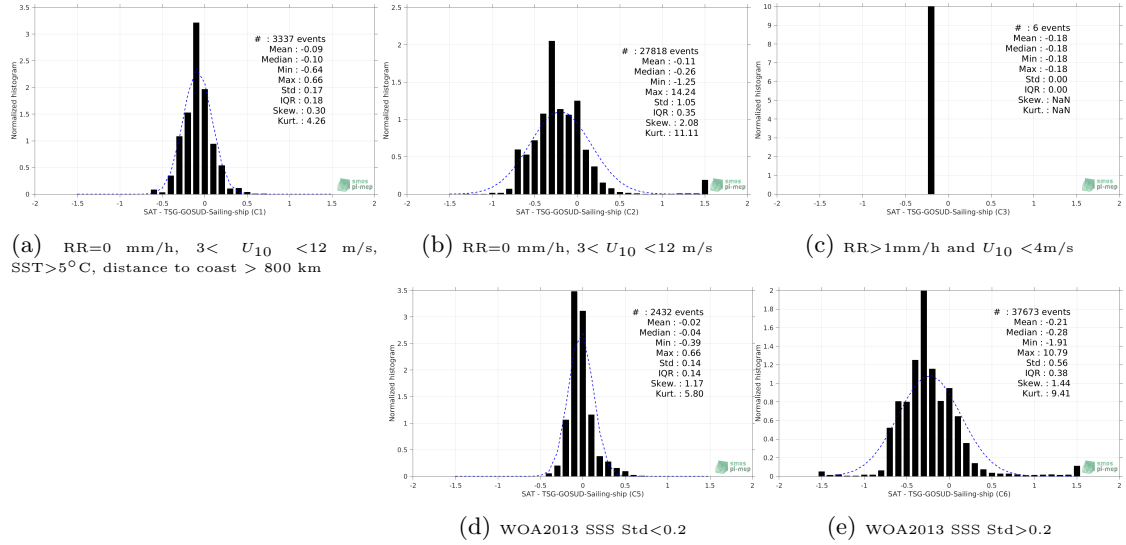 3.5
3
2.5
2
1.5
1
0.5
0
-2 -1.5 -1 -0.5 0 0.5 1 1.5 2
Normalized histogram
SAT - TSG-GOSUD-Sailing-ship (C1)
# : 3337 events
Mean : -0.09
Median : -0.10
Min : -0.64
Max : 0.66
Std : 0.17
IQR : 0.18
Skew. : 0.30
Kurt. : 4.26
smos
pi-mep
(a) RR=0 mm/h, 3< U10 <12 m/s,
SST>5°C, distance to coast > 800 km
2.5
2
1.5
1
0.5
0
-2 -1.5 -1 -0.5 0 0.5 1 1.5 2
Normalized histogram
SAT - TSG-GOSUD-Sailing-ship (C2)
# : 27818 events
Mean : -0.11
Median : -0.26
Min : -1.25
Max : 14.24
Std : 1.05
IQR : 0.35
Skew. : 2.08
Kurt. : 11.11
smos
pi-mep
(b) RR=0 mm/h, 3< U10 <12 m/s
10
9
8
7
6
5
4
3
2
1
0
-2 -1.5 -1 -0.5 0 0.5 1 1.5 2
Normalized histogram
SAT - TSG-GOSUD-Sailing-ship (C3)
# : 6 events
Mean : -0.18
Median : -0.18
Min : -0.18
Max : -0.18
Std : 0.00
IQR : 0.00
Skew. : NaN
Kurt. : NaN
smos
pi-mep
(c) RR>1mm/h and U10 <4m/s
3.5
3
2.5
2
1.5
1
0.5
0
-2 -1.5 -1 -0.5 0 0.5 1 1.5 2
Normalized histogram
SAT - TSG-GOSUD-Sailing-ship (C5)
# : 2432 events
Mean : -0.02
Median : -0.04
Min : -0.39
Max : 0.66
Std : 0.14
IQR : 0.14
Skew. : 1.17
Kurt. : 5.80
smos
pi-mep
(d) WOA2013 SSS Std<0.2
2
1.8
1.6
1.4
1.2
1
0.8
0.6
0.4
0.2
0
-2 -1.5 -1 -0.5 0 0.5 1 1.5 2
Normalized histogram
SAT - TSG-GOSUD-Sailing-ship (C6)
# : 37673 events
Mean : -0.21
Median : -0.28
Min : -1.91
Max : 10.79
Std : 0.56
IQR : 0.38
Skew. : 1.44
Kurt. : 9.41
smos
pi-mep
(e) WOA2013 SSS Std>0.2